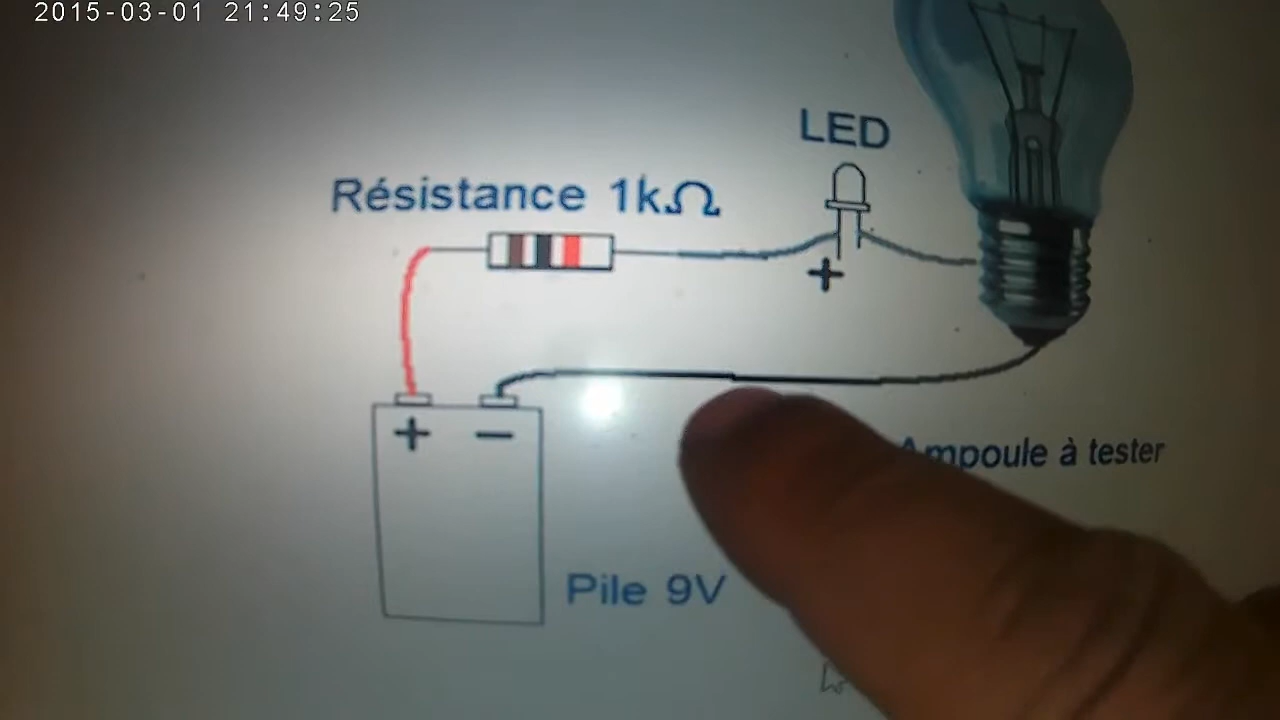 2015-03-01 21:49:25
LED
Résistance 1kΩ
+
+ −
Ampoule à tester
Pile 9V